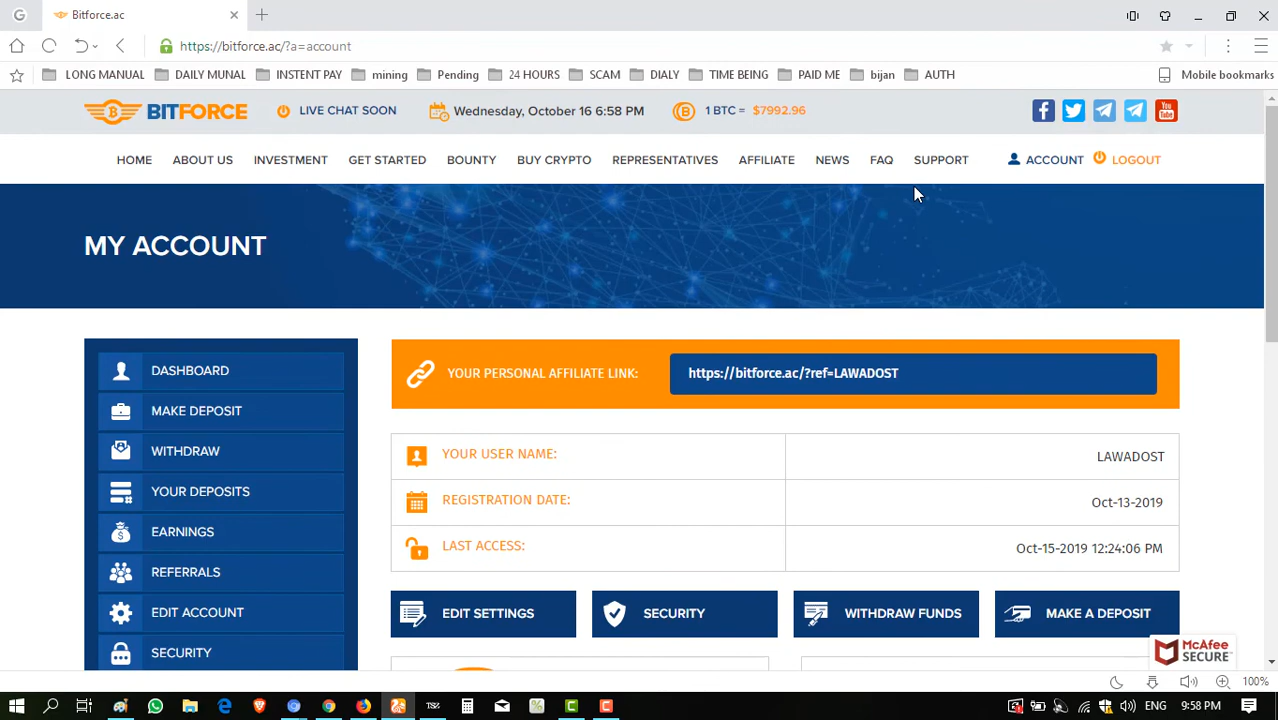 Bitforce.ac
https://bitforce.ac/?a=account
LONG MANUAL DAILY MUNAL INSTENT PAY mining Pending 24 HOURS SCAM DIALY TIME BEING PAID ME bijan AUTH Mobile bookmarks
BITFORCE LIVE CHAT SOON Wednesday, October 16 6:58 PM 1 BTC = $7992.96 You Tube
HOME ABOUT US INVESTMENT GET STARTED BOUNTY BUY CRYPTO REPRESENTATIVES AFFILIATE NEWS FAQ SUPPORT ACCOUNT LOGOUT
MY ACCOUNT
DASHBOARD
MAKE DEPOSIT
WITHDRAW
YOUR DEPOSITS
EARNINGS
REFERRALS
EDIT ACCOUNT
SECURITY
YOUR PERSONAL AFFILIATE LINK: https://bitforce.ac/?ref=LAWADOST
YOUR USER NAME: LAWADOST
REGISTRATION DATE: Oct-13-2019
LAST ACCESS: Oct-15-2019 12:24:06 PM
EDIT SETTINGS SECURITY WITHDRAW FUNDS MAKE A DEPOSIT
McAfee
SECURE
100%
ENG 9:58 PM